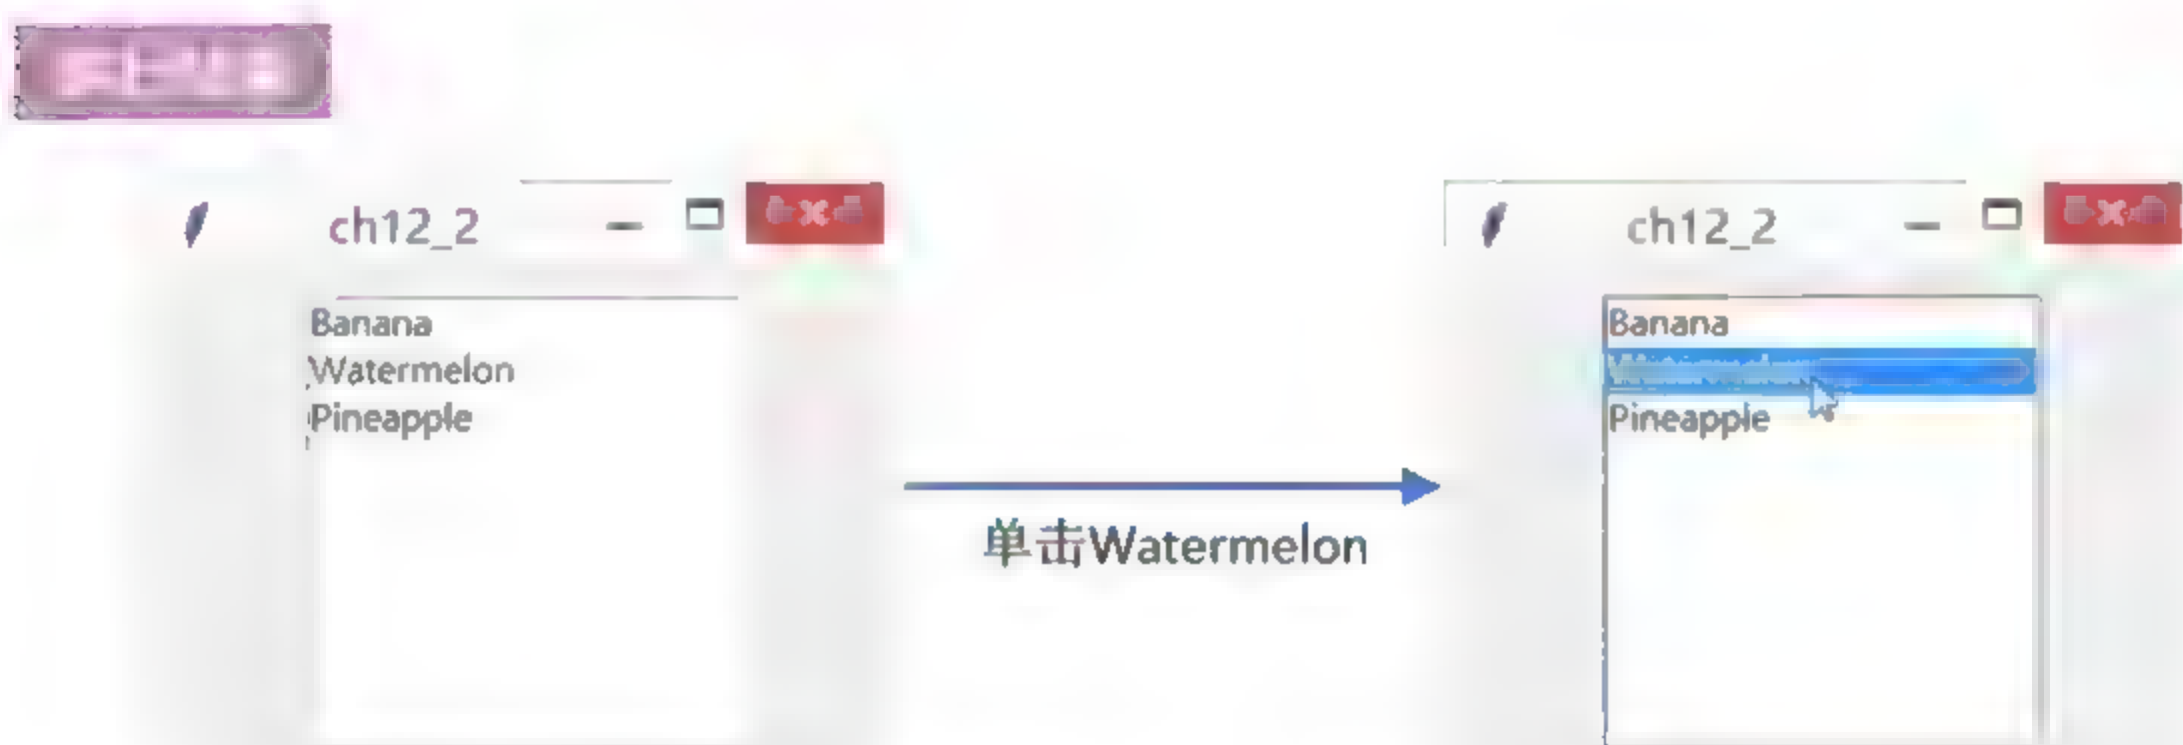 ch12_2
Banana
Watermelon
Pineapple
单击Watermelon
ch12_2
Banana
Pineapple